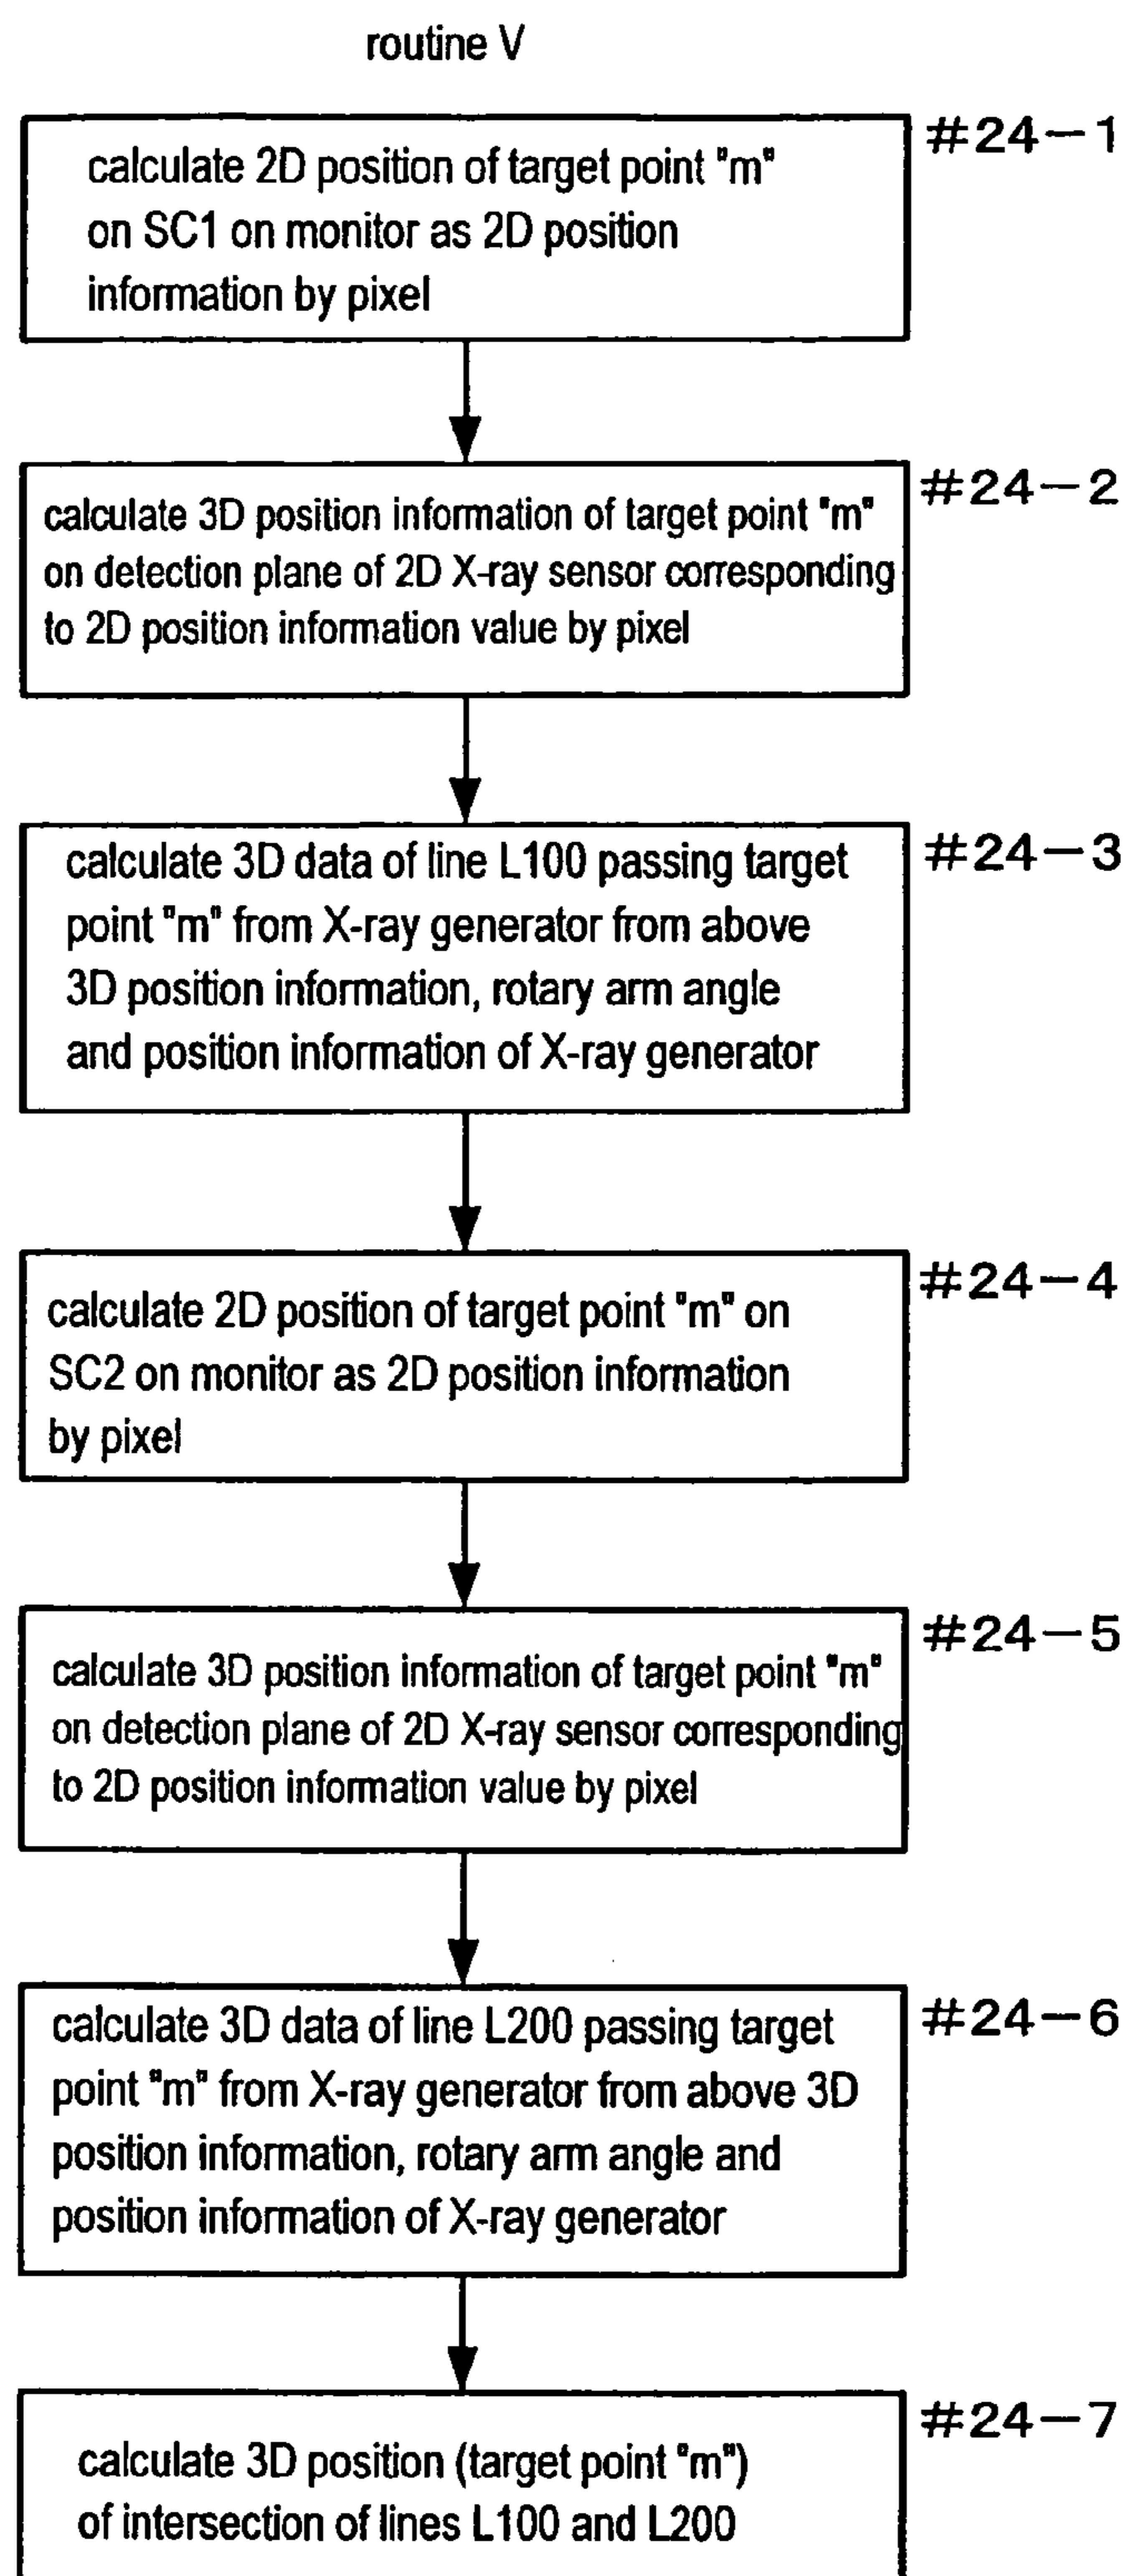 routine V
#24-1
calculate 2D position of target point "m"
on SC1 on monitor as 2D position
information by pixel
#24-2
calculate 3D position information of target point "m"
on detection plane of 2D X-ray sensor corresponding
to 2D position information value by pixel
#24-3
calculate 3D data of line L100 passing target
point "m" from X-ray generator from above
3D position information, rotary arm angle
and position information of X-ray generator
#24-4
calculate 2D position of target point "m" on
SC2 on monitor as 2D position information
by pixel
#24-5
calculate 3D position information of target point "m"
on detection plane of 2D X-ray sensor corresponding
to 2D position information value by pixel
#24-6
calculate 3D data of line L200 passing target
point "m" from X-ray generator from above 3D
position information, rotary arm angle and
position information of X-ray generator
#24-7
calculate 3D position (target point "m")
of intersection of lines L100 and L200